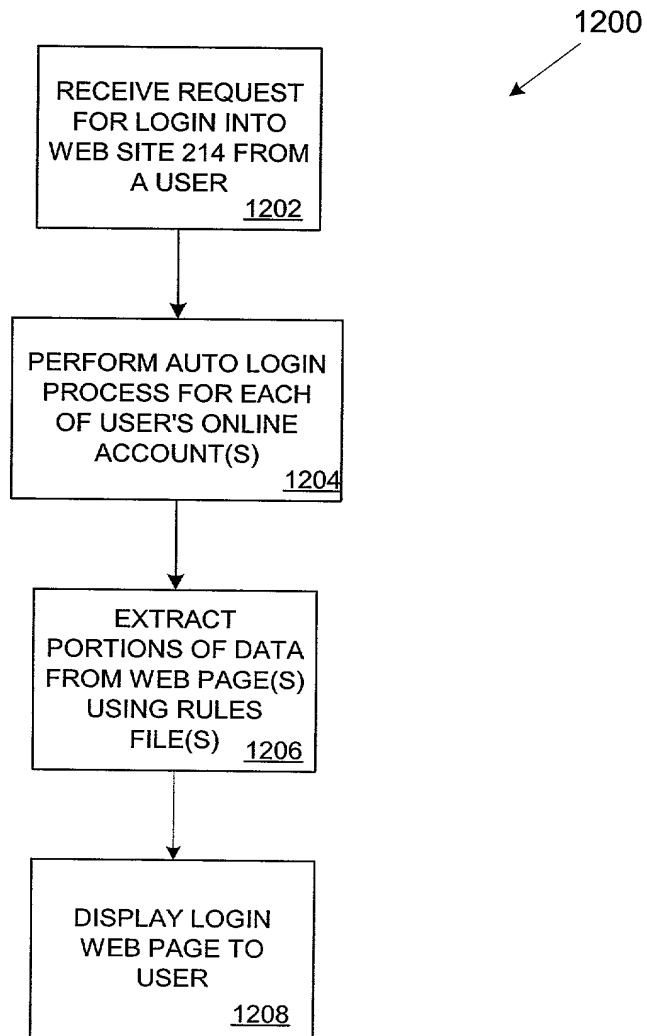 1200
RECEIVE REQUEST
FOR LOGIN INTO
WEB SITE 214 FROM
A USER
1202
PERFORM AUTO LOGIN
PROCESS FOR EACH
OF USER'S ONLINE
ACCOUNT(S)
1204
EXTRACT
PORTIONS OF DATA
FROM WEB PAGE(S)
USING RULES
FILE(S)
1206
DISPLAY LOGIN
WEB PAGE TO
USER
1208